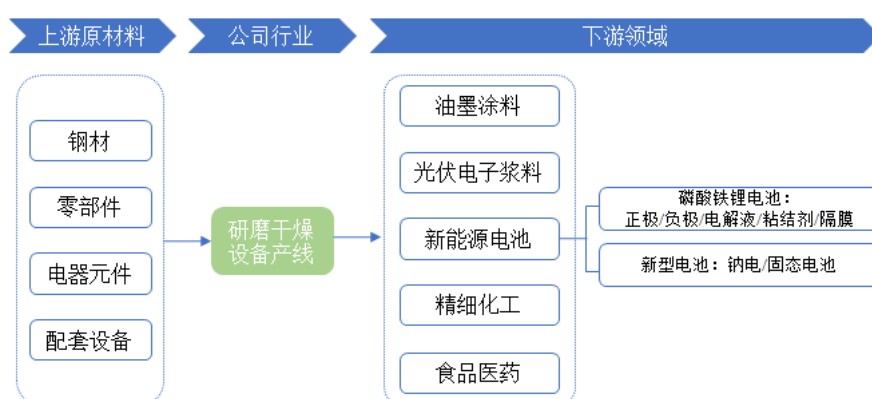 上游原材料
公司行业
下游领域
钢材
零部件
电器元件
配套设备
研磨干燥
设备产线
油墨涂料
光伏电子浆料
新能源电池
精细化工
食品医药
磷酸铁锂电池：
正极/负极/电解液/粘结剂/隔膜
新型电池：钠电/固态电池